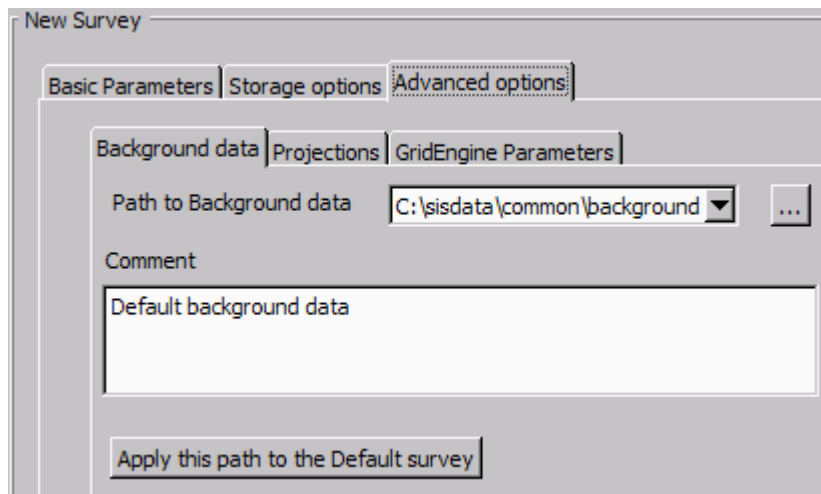 New Survey
Basic Parameters Storage options Advanced options
Background data Projections GridEngine Parameters
Path to Background data C:\sisdata\common\background ...
Comment
Default background data
Apply this path to the Default survey